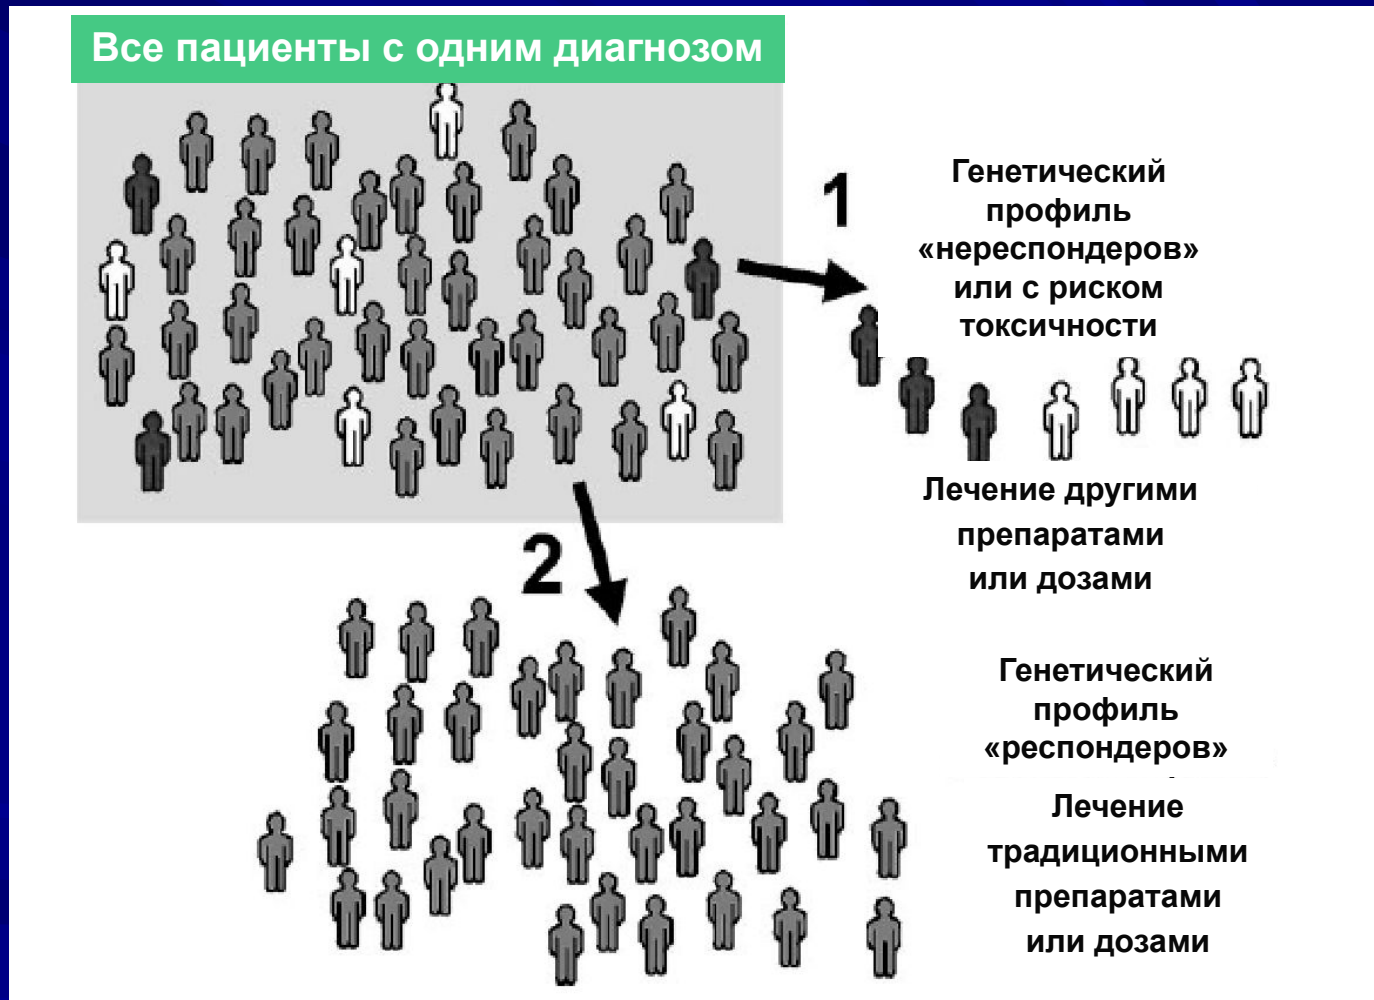 Все пациенты с одним диагнозом
1
Генетический
профиль
«нереспондеров»
или с риском
токсичности
Лечение другими
препаратами
или дозами
2
Генетический
профиль
«респондеров»
Лечение
традиционными
препаратами
или дозами